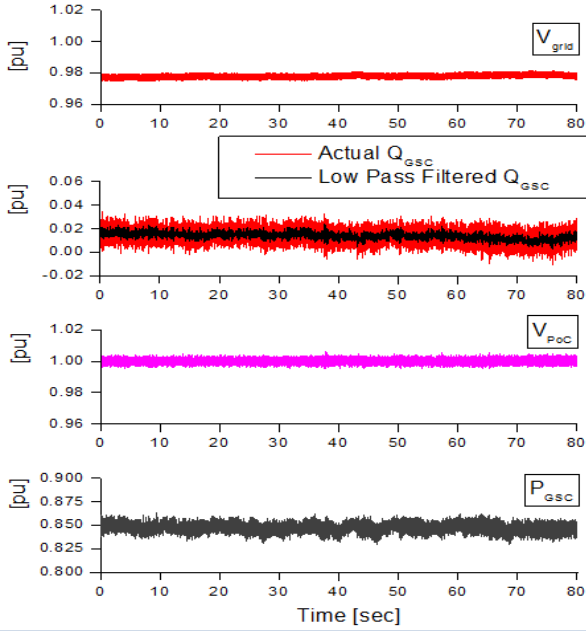 1.02
1.00
0.98
0.96
[pu]
V_grid
0 10 20 30 40 50 60 70 80
Actual Q_GSC
Low Pass Filtered Q_GSC
0.06
0.04
0.02
0.00
-0.02
[pu]
0 10 20 30 40 50 60 70 80
1.02
1.00
0.98
0.96
[pu]
V_PoC
0 10 20 30 40 50 60 70 80
0.900
0.875
0.850
0.825
0.800
[pu]
P_GSC
0 10 20 30 40 50 60 70 80
Time [sec]